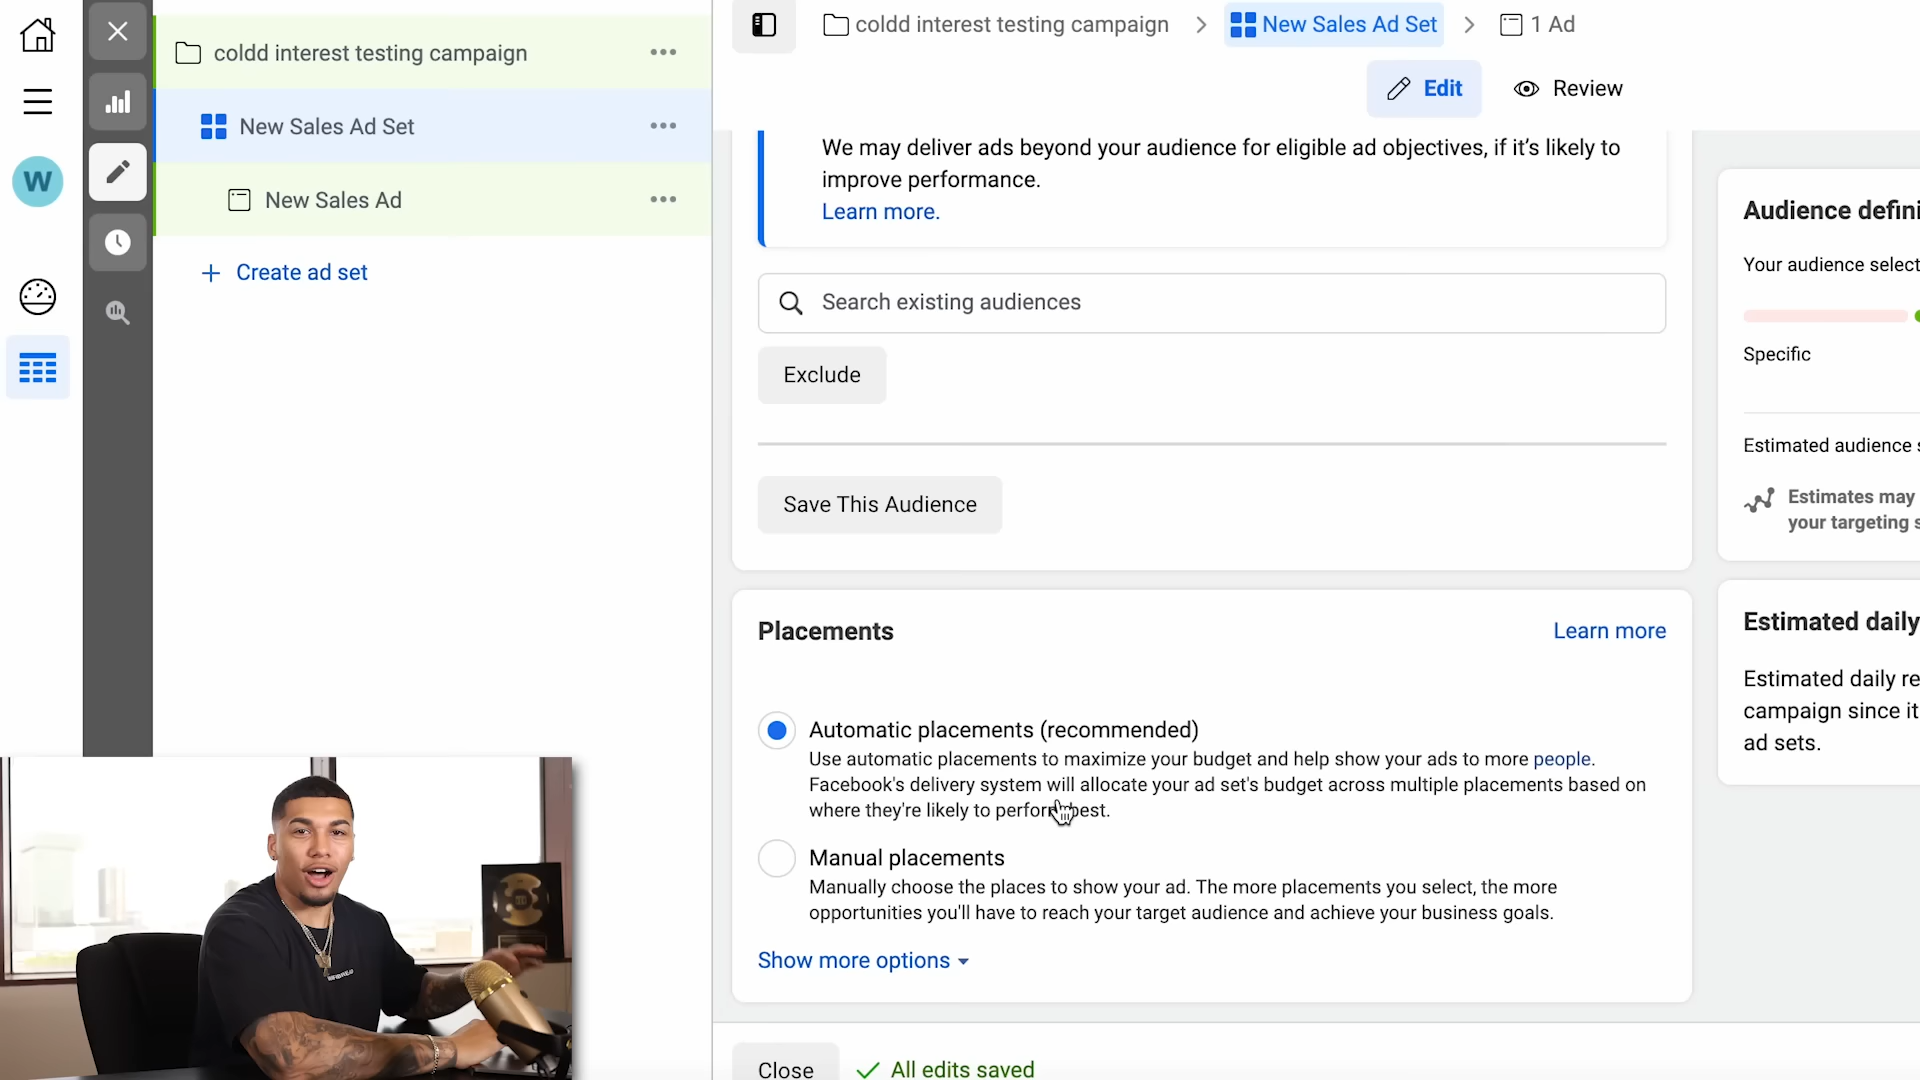 coldd interest testing campaign
New Sales Ad Set
1 Ad
Edit
Review
W
coldd interest testing campaign
New Sales Ad Set
New Sales Ad
Create ad set
We may deliver ads beyond your audience for eligible ad objectives, if it's likely to
improve performance.
Learn more.
Search existing audiences
Exclude
Save This Audience
Placements
Learn more
Automatic placements (recommended)
Use automatic placements to maximize your budget and help show your ads to more people.
Facebook's delivery system will allocate your ad set's budget across multiple placements based on
where they're likely to perform best.
Manual placements
Manually choose the places to show your ad. The more placements you select, the more
opportunities you'll have to reach your target audience and achieve your business goals.
Show more options
Close
All edits saved
Audience defini
Your audience select
Specific
Estimated audience s
Estimates may
your targeting s
Estimated daily
Estimated daily re
campaign since it
ad sets.